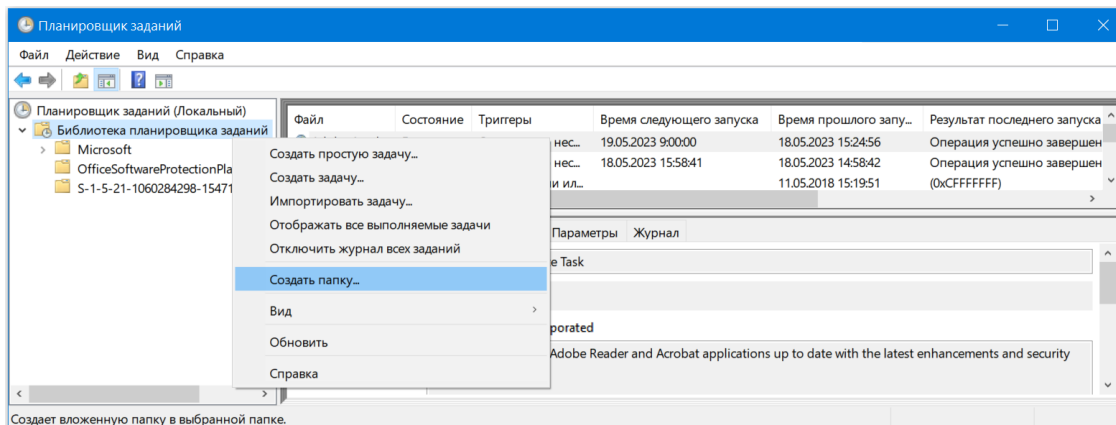 Планировщик заданий
Файл Действие Вид Справка
Планировщик заданий (Локальный)
Библиотека планировщика заданий
Microsoft
OfficeSoftwareProtectionPla
S-1-5-21-1060284298-15471
Файл Состояние Триггеры Время следующего запуска Время прошлого запу... Результат последнего запуска
нес... 19.05.2023 9:00:00 18.05.2023 15:24:56 Операция успешно завершен
нес... 18.05.2023 15:58:41 18.05.2023 14:58:42 Операция успешно завершен
и ил... 11.05.2018 15:19:51 (0xCFFFFFFF)
Создать простую задачу...
Создать задачу...
Импортировать задачу...
Отображать все выполняемые задачи
Отключить журнал всех заданий
Создать папку...
Вид
Обновить
Справка
Параметры Журнал
e Task
porated
Adobe Reader and Acrobat applications up to date with the latest enhancements and security
Создает вложенную папку в выбранной папке.